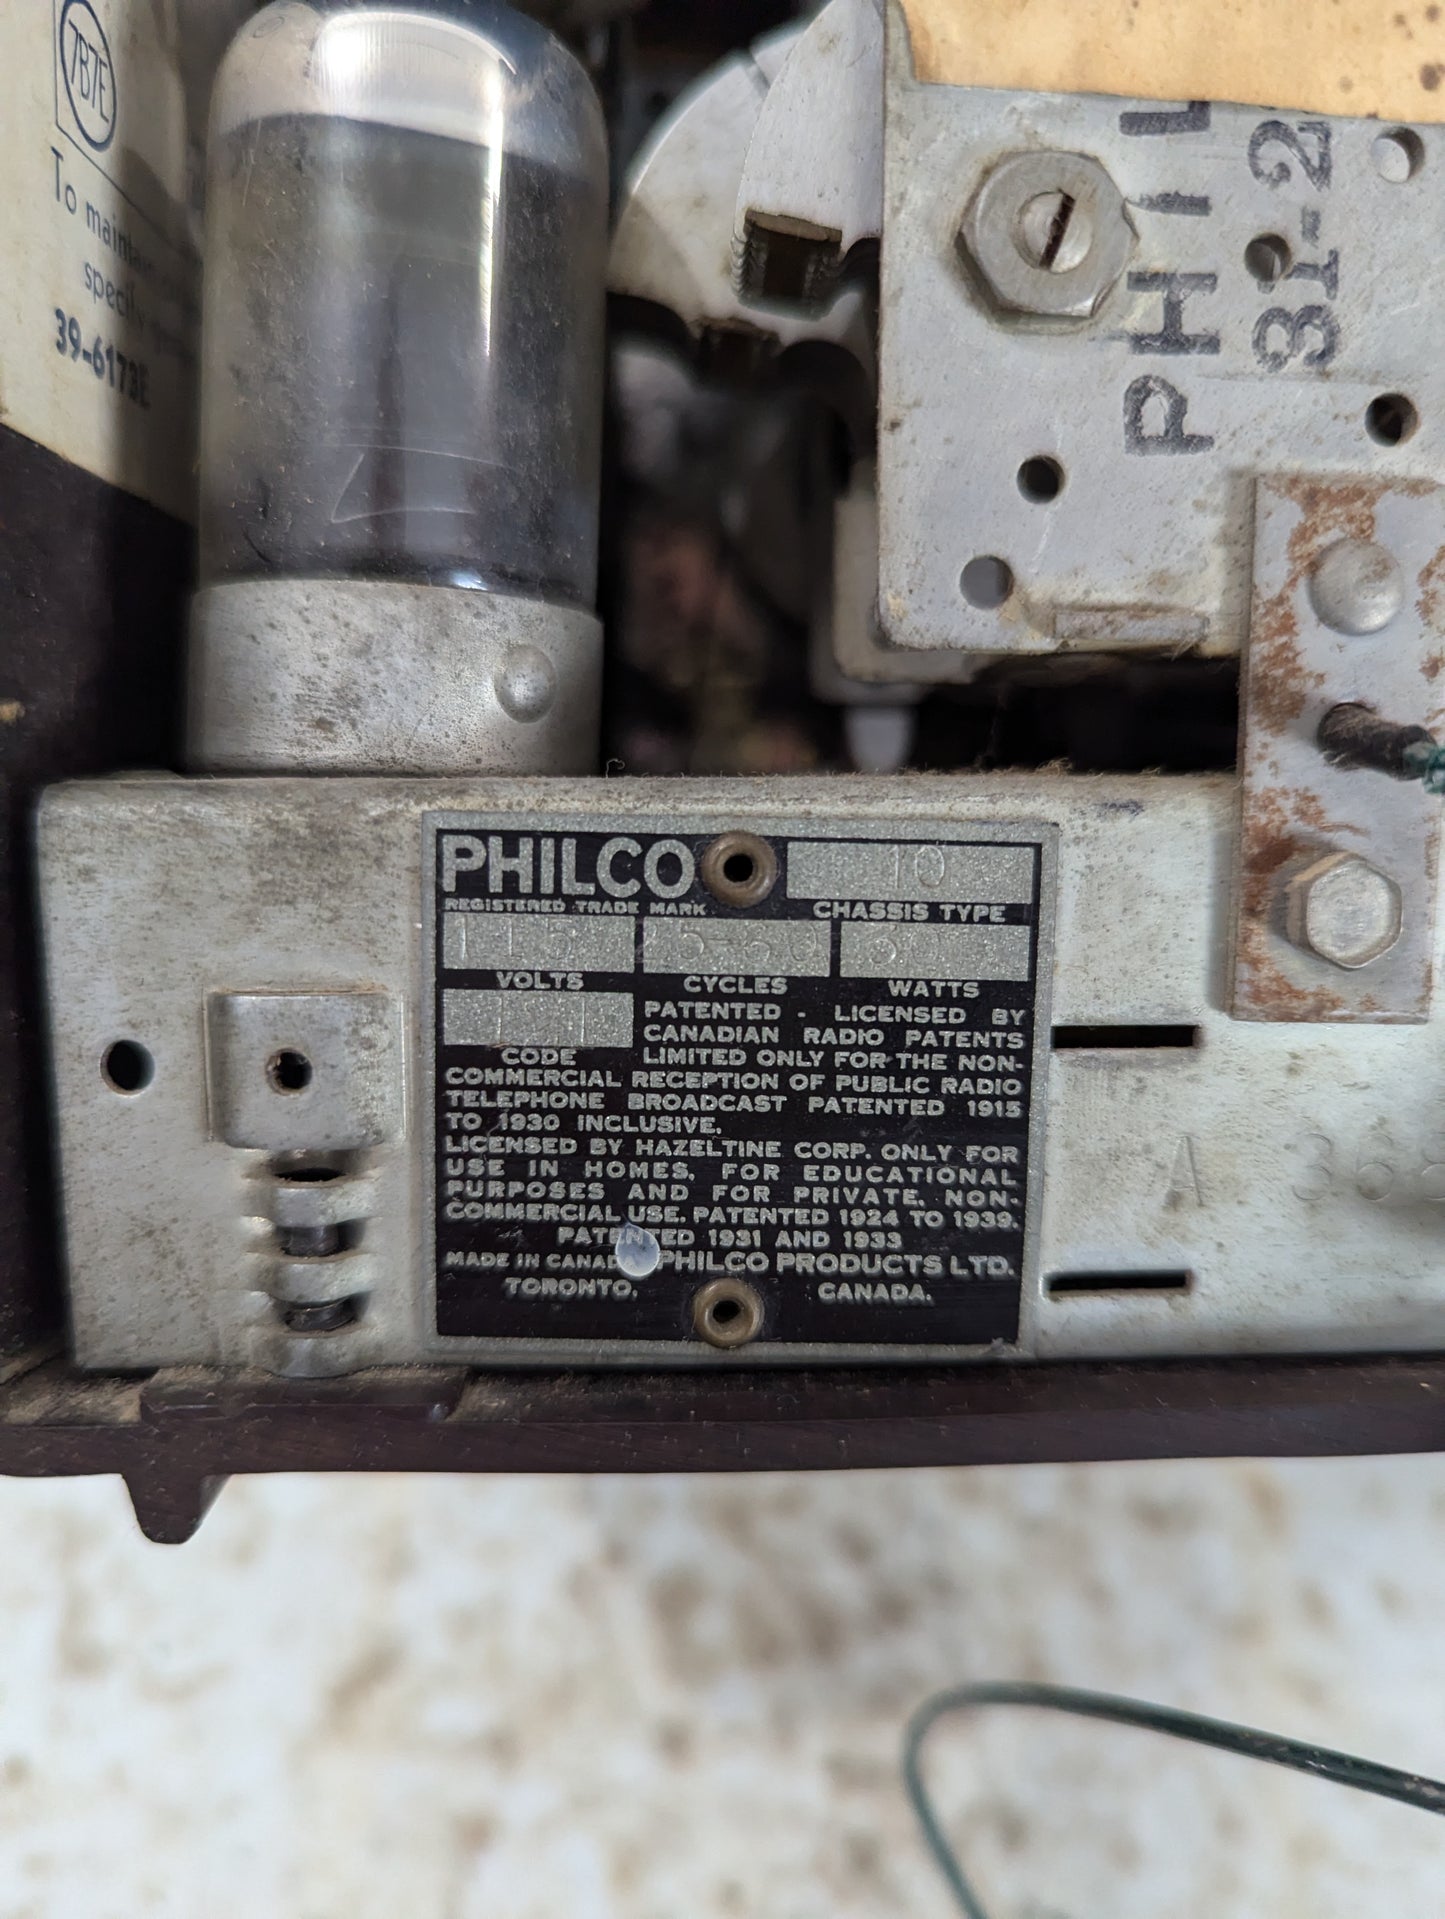 7B7E
To maintain
39-6173E
PHIL
31-2
PHILCO
REGISTERED TRADE MARK.
10
CHASSIS TYPE
115
25-60
30
VOLTS
CYCLES
WATTS
121
CODE
PATENTED - LICENSED BY
CANADIAN RADIO PATENTS
LIMITED ONLY FOR THE NON-
COMMERCIAL RECEPTION OF PUBLIC RADIO
TELEPHONE BROADCAST PATENTED 1915
TO 1930 INCLUSIVE.
LICENSED BY HAZELTINE CORP. ONLY FOR
USE IN HOMES, FOR EDUCATIONAL
PURPOSES AND FOR PRIVATE, NON-
COMMERCIAL USE. PATENTED 1924 TO 1939.
PATENTED 1931 AND 1933
MADE IN CANADA PHILCO PRODUCTS LTD.
TORONTO, CANADA.
A 368